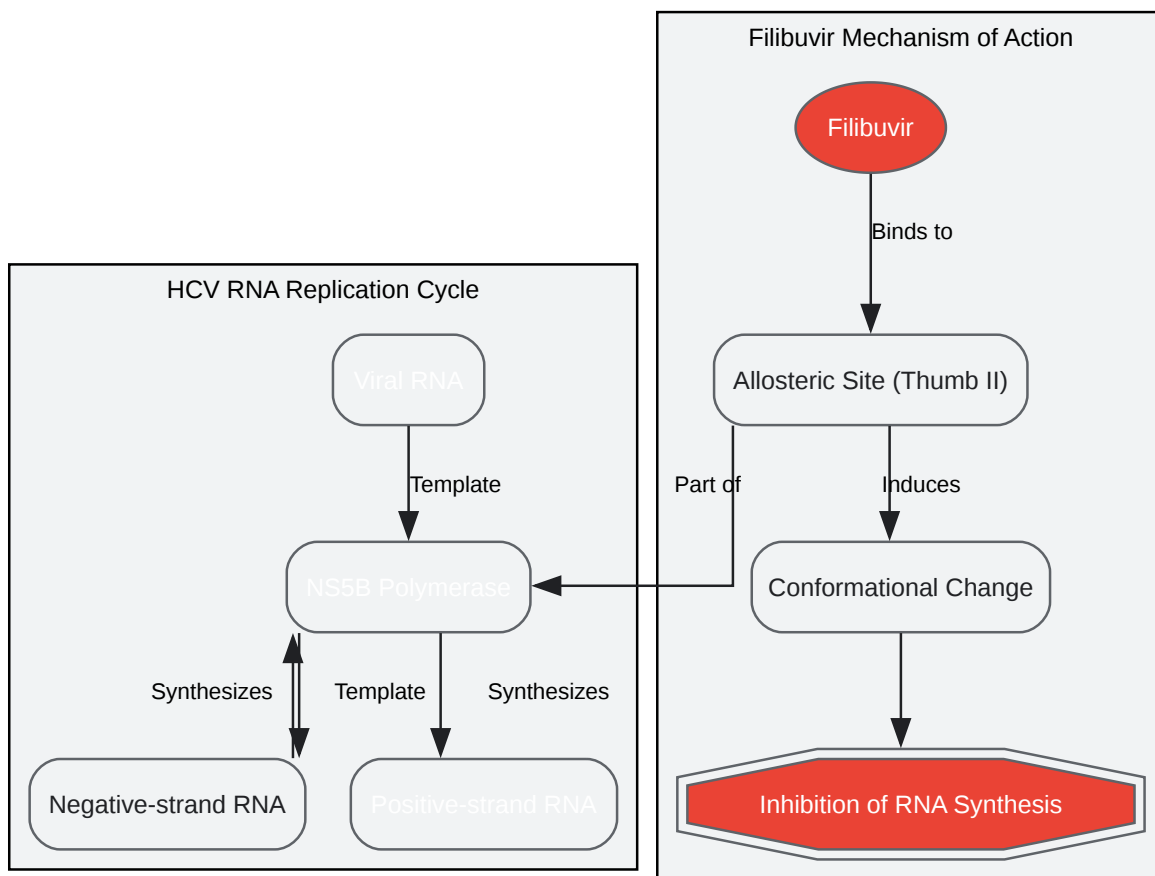 Filibuvir Mechanism of Action
Filibuvir
Binds to
HCV RNA Replication Cycle
Viral RNA
Allosteric Site (Thumb II)
Template
Part of
Induces
NS5B Polymerase
Conformational Change
Synthesizes
Template
Synthesizes
Negative-strand RNA
Positive-strand RNA
Inhibition of RNA Synthesis